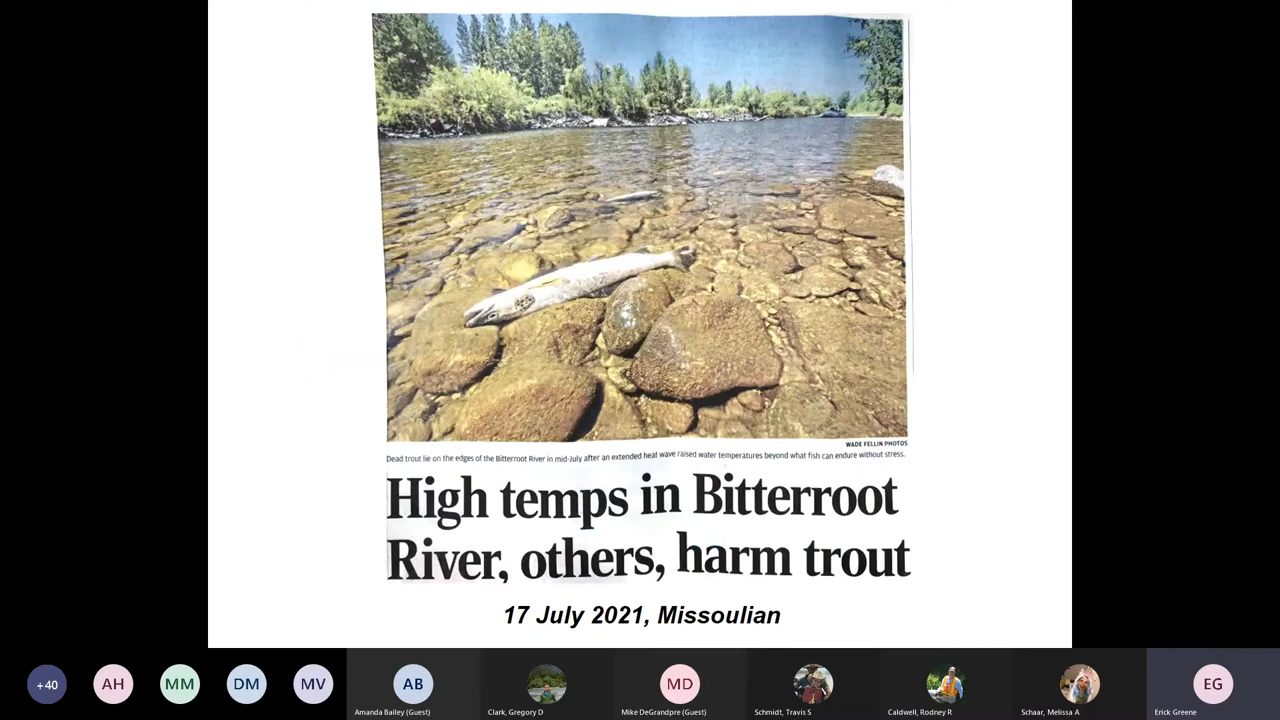 WADE FELLIN PHOTOS
Dead trout lie on the edges of the Bitterroot River in mid-July after an extended heat wave raised water temperatures beyond what fish can endure without stress.
High temps in Bitterroot
River, others, harm trout
17 July 2021, Missoulian
+40
AH
MM
DM
MV
AB
MD
EG
Amanda Bailey (Guest)
Clark, Gregory D
Mike DeGrandpre (Guest)
Schmidt, Travis S
Caldwell, Rodney R
Schaar, Melissa A
Erick Greene